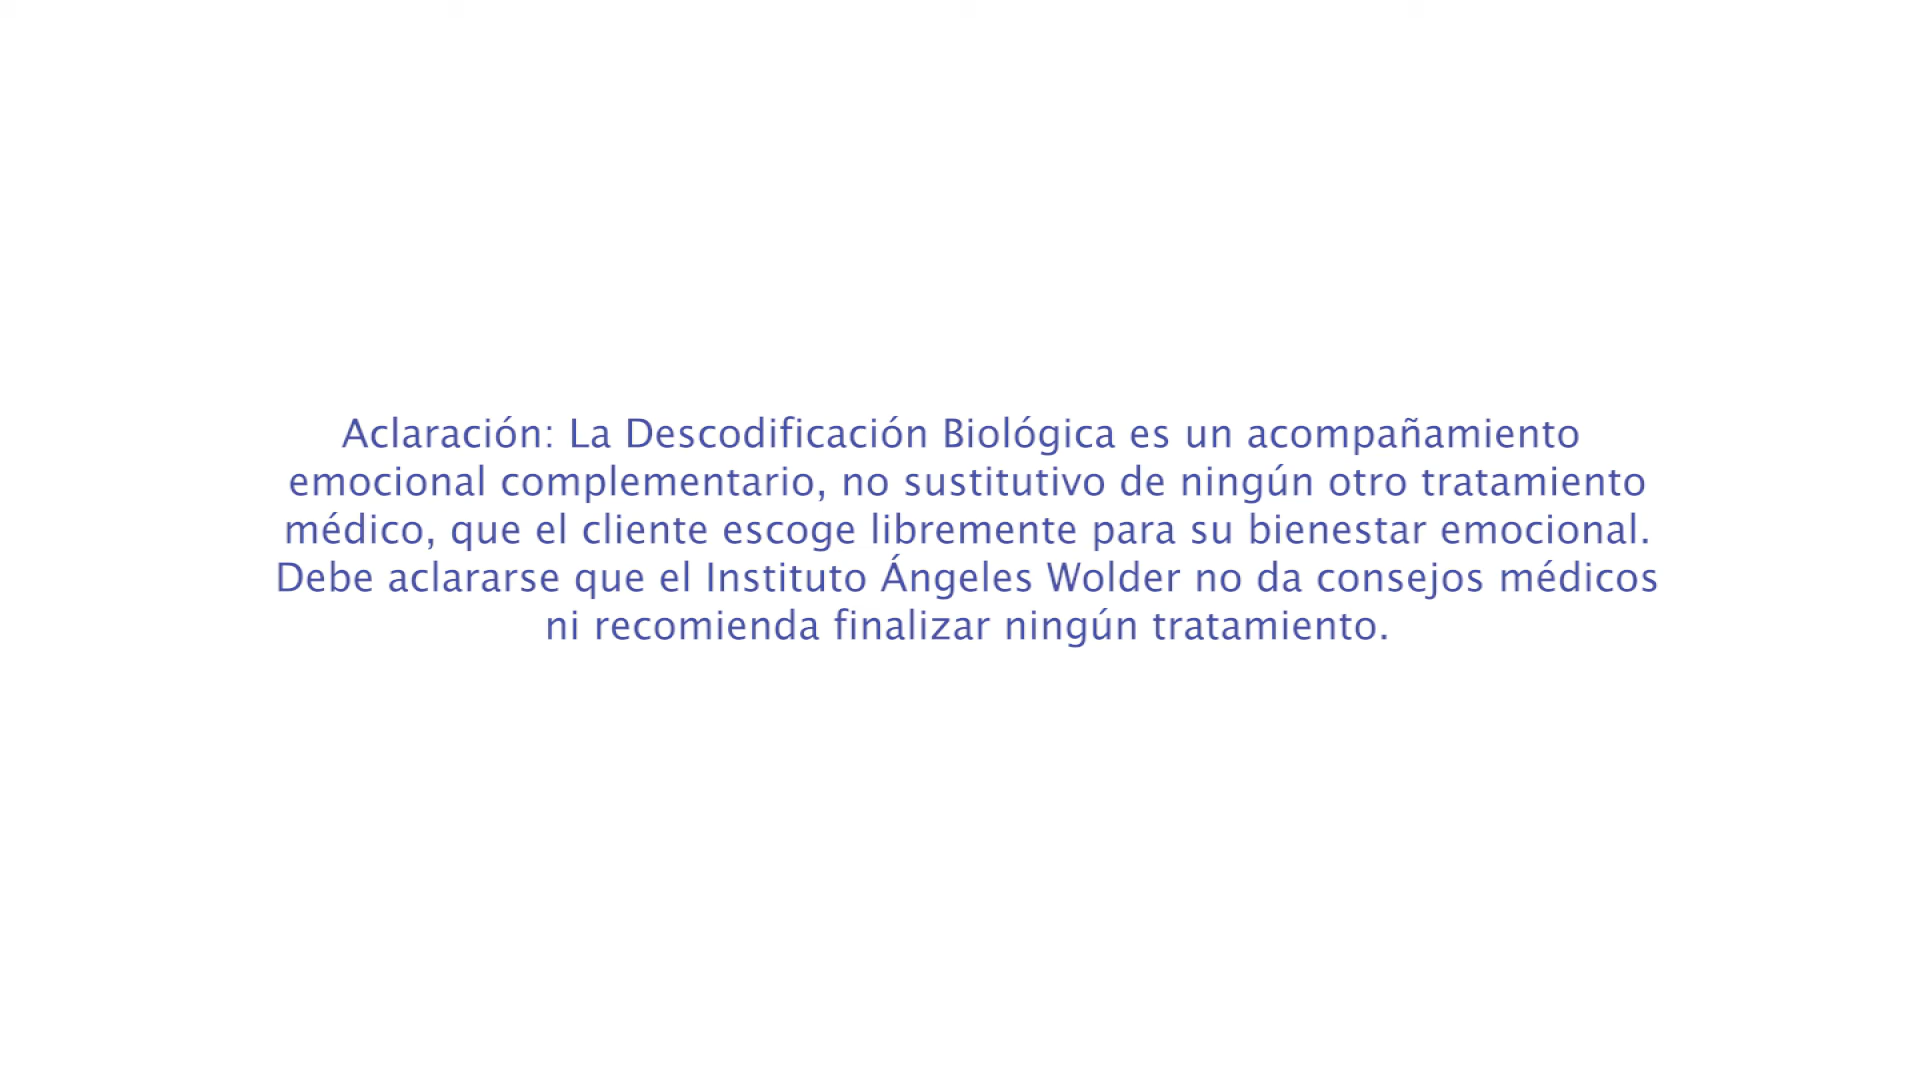 Aclaración: La Descodificación Biológica es un acompañamiento
emocional complementario, no sustitutivo de ningún otro tratamiento
médico, que el cliente escoge libremente para su bienestar emocional.
Debe aclararse que el Instituto Ángeles Wolder no da consejos médicos
ni recomienda finalizar ningún tratamiento.